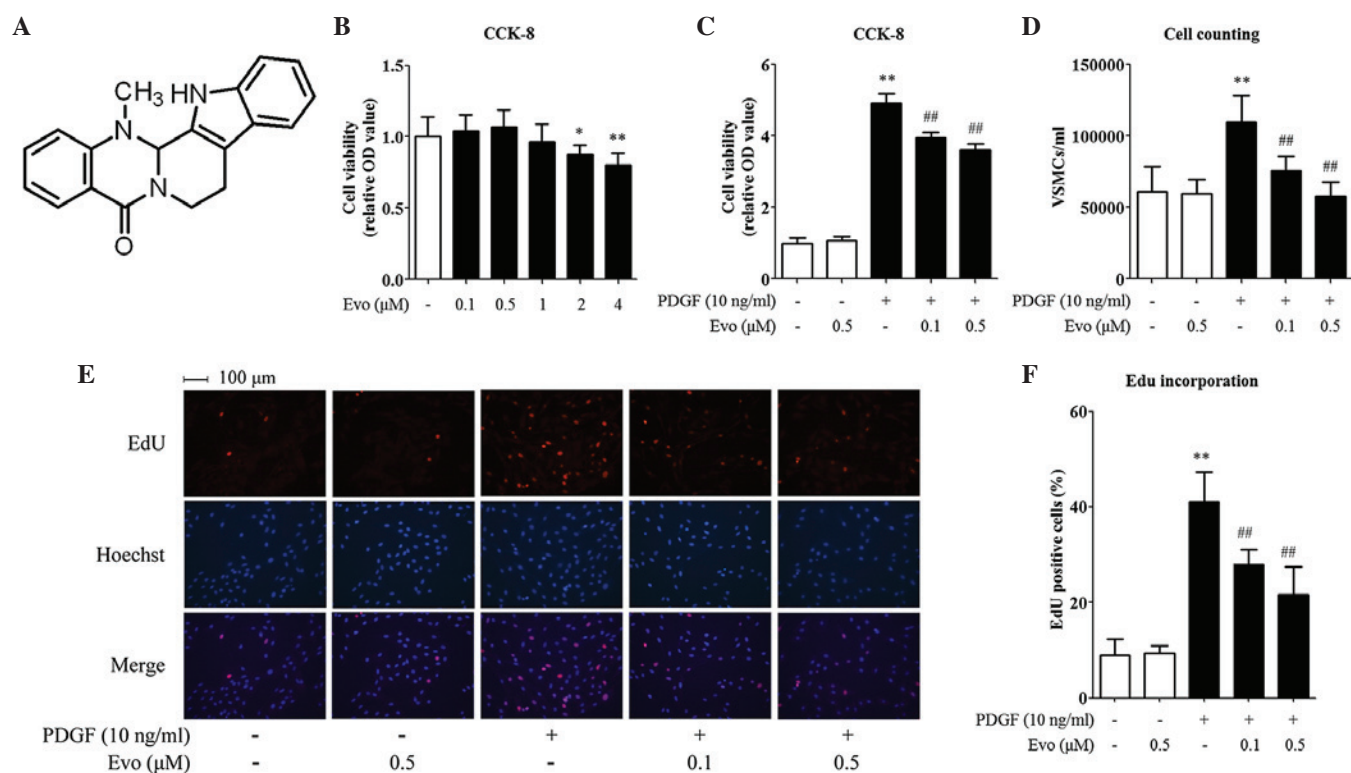 A
CH3
HN
N
N
O
B
CCK-8
Cell viability
(relative OD value)
1.5
1.0
0.5
0.0
Evo (µM) - 0.1 0.5 1 2 4
* **
C
CCK-8
Cell viability
(relative OD value)
6
4
2
0
** ## ##
PDGF (10 ng/ml) - - + + +
Evo (µM) - 0.5 - 0.1 0.5
D
Cell counting
VSMCs/ml
150000
100000
50000
0
** ## ##
PDGF (10 ng/ml) - - + + +
Evo (µM) - 0.5 - 0.1 0.5
E
100 µm
EdU
Hoechst
Merge
PDGF (10 ng/ml) - - + + +
Evo (µM) - 0.5 - 0.1 0.5
F
Edu incorporation
EdU positive cells (%)
60
40
20
0
** ## ##
PDGF (10 ng/ml) - - + + +
Evo (µM) - 0.5 - 0.1 0.5